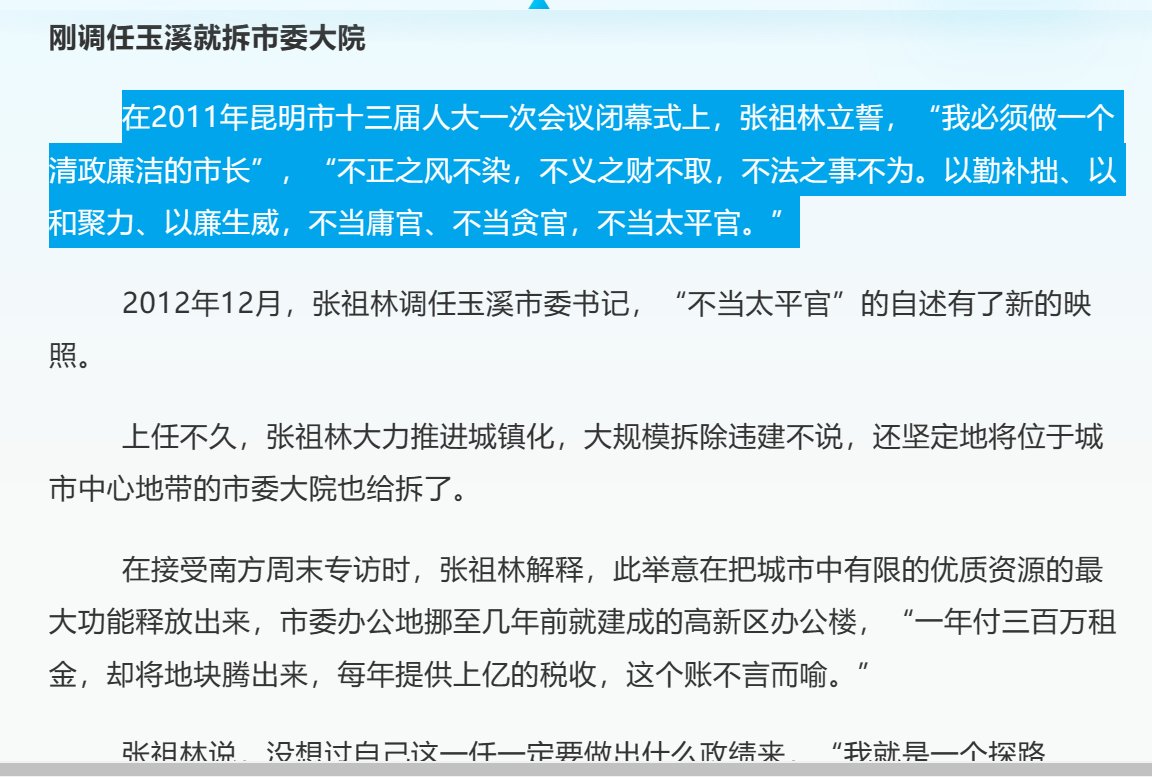 刚调任玉溪就拆市委大院
在2011年昆明市十三届人大一次会议闭幕式上，张祖林立誓，“我必须做一个
清政廉洁的市长”，“不正之风不染，不义之财不取，不法之事不为。以勤补拙、以
和聚力、以廉生威，不当庸官、不当贪官，不当太平官。”
2012年12月，张祖林调任玉溪市委书记，“不当太平官”的自述有了新的映
照。
上任不久，张祖林大力推进城镇化，大规模拆除违建不说，还坚定地将位于城
市中心地带的市委大院也给拆了。
在接受南方周末专访时，张祖林解释，此举意在把城市中有限的优质资源的最
大功能释放出来，市委办公地挪至几年前就建成的高新区办公楼，“一年付三百万租
金，却将地块腾出来，每年提供上亿的税收，这个账不言而喻。”
张祖林说，没想过自己这一任一定要做出什么政绩来，“我就是一个探路